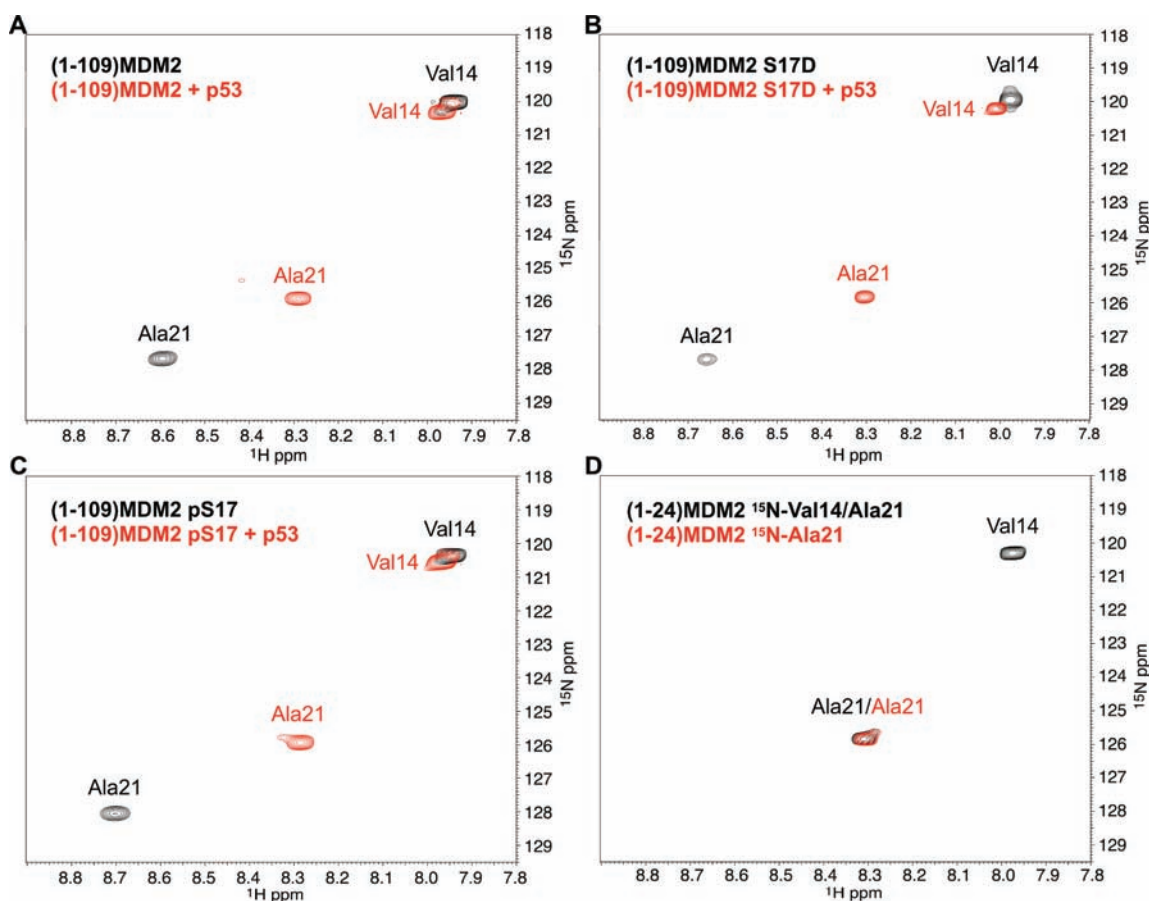 A
(1-109)MDM2
(1-109)MDM2 + p53
Val14
Val14
Ala21
Ala21
118
119
120
121
122
123
124
125
126
127
128
129
15N ppm
8.8 8.7 8.6 8.5 8.4 8.3 8.2 8.1 8.0 7.9 7.8
1H ppm
B
(1-109)MDM2 S17D
(1-109)MDM2 S17D + p53
Val14
Val14
Ala21
Ala21
118
119
120
121
122
123
124
125
126
127
128
129
15N ppm
8.8 8.7 8.6 8.5 8.4 8.3 8.2 8.1 8.0 7.9 7.8
1H ppm
C
(1-109)MDM2 pS17
(1-109)MDM2 pS17 + p53
Val14
Val14
Ala21
Ala21
118
119
120
121
122
123
124
125
126
127
128
129
15N ppm
8.8 8.7 8.6 8.5 8.4 8.3 8.2 8.1 8.0 7.9 7.8
1H ppm
D
(1-24)MDM2 15N-Val14/Ala21
(1-24)MDM2 15N-Ala21
Val14
Ala21/Ala21
118
119
120
121
122
123
124
125
126
127
128
129
15N ppm
8.8 8.7 8.6 8.5 8.4 8.3 8.2 8.1 8.0 7.9 7.8
1H ppm